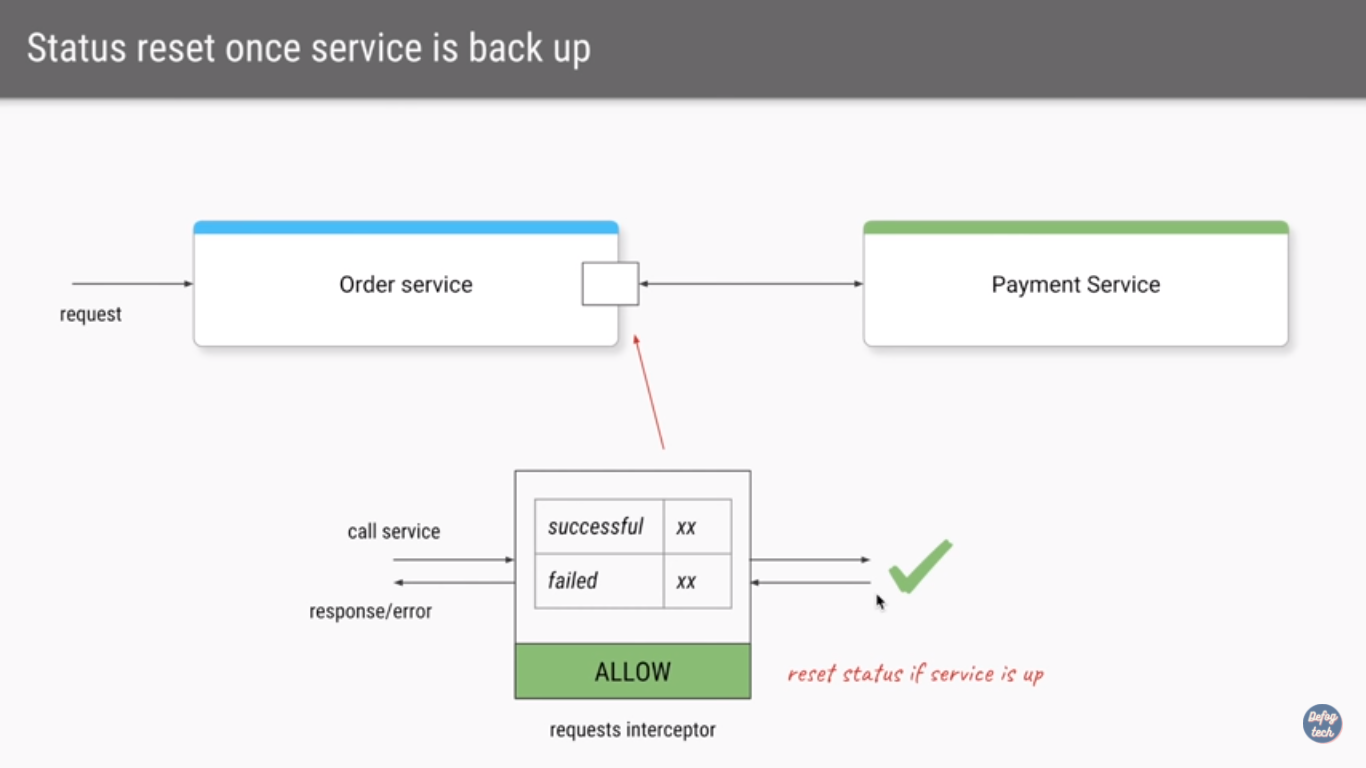 Status reset once service is back up
Order service
Payment Service
request
call service
successful xx
failed xx
response/error
ALLOW
reset status if service is up
requests interceptor
Defog
tech